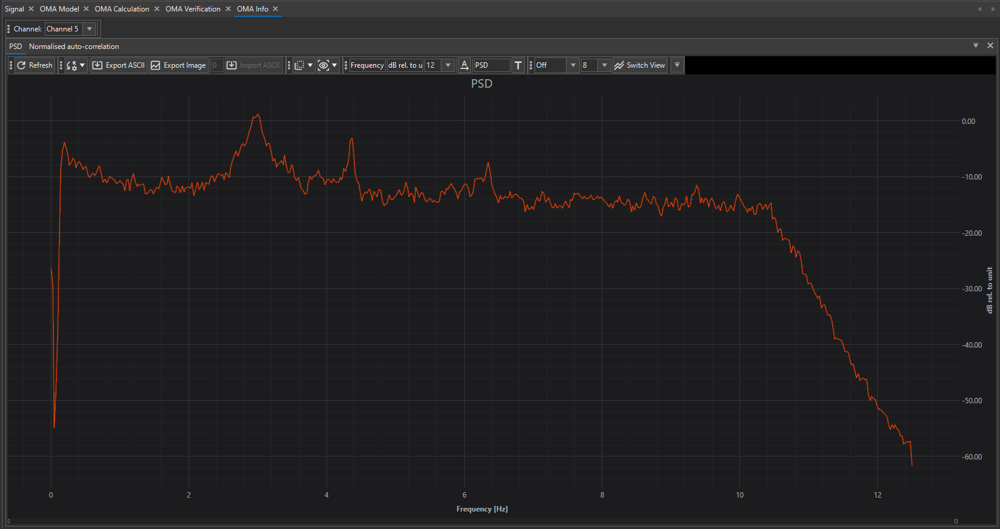 Signal OMA Model OMA Calculation OMA Verification OMA Info
Channel: Channel 5
PSD Normalised auto-correlation
Refresh Export ASCII Export Image 0 Import ASCII Frequency dB rel. to u 12 A PSD T Off 8 Switch View
PSD
0.00
-10.00
-20.00
-30.00
-40.00
-50.00
-60.00
dB rel. to unit
0 2 4 6 8 10 12
Frequency [Hz]